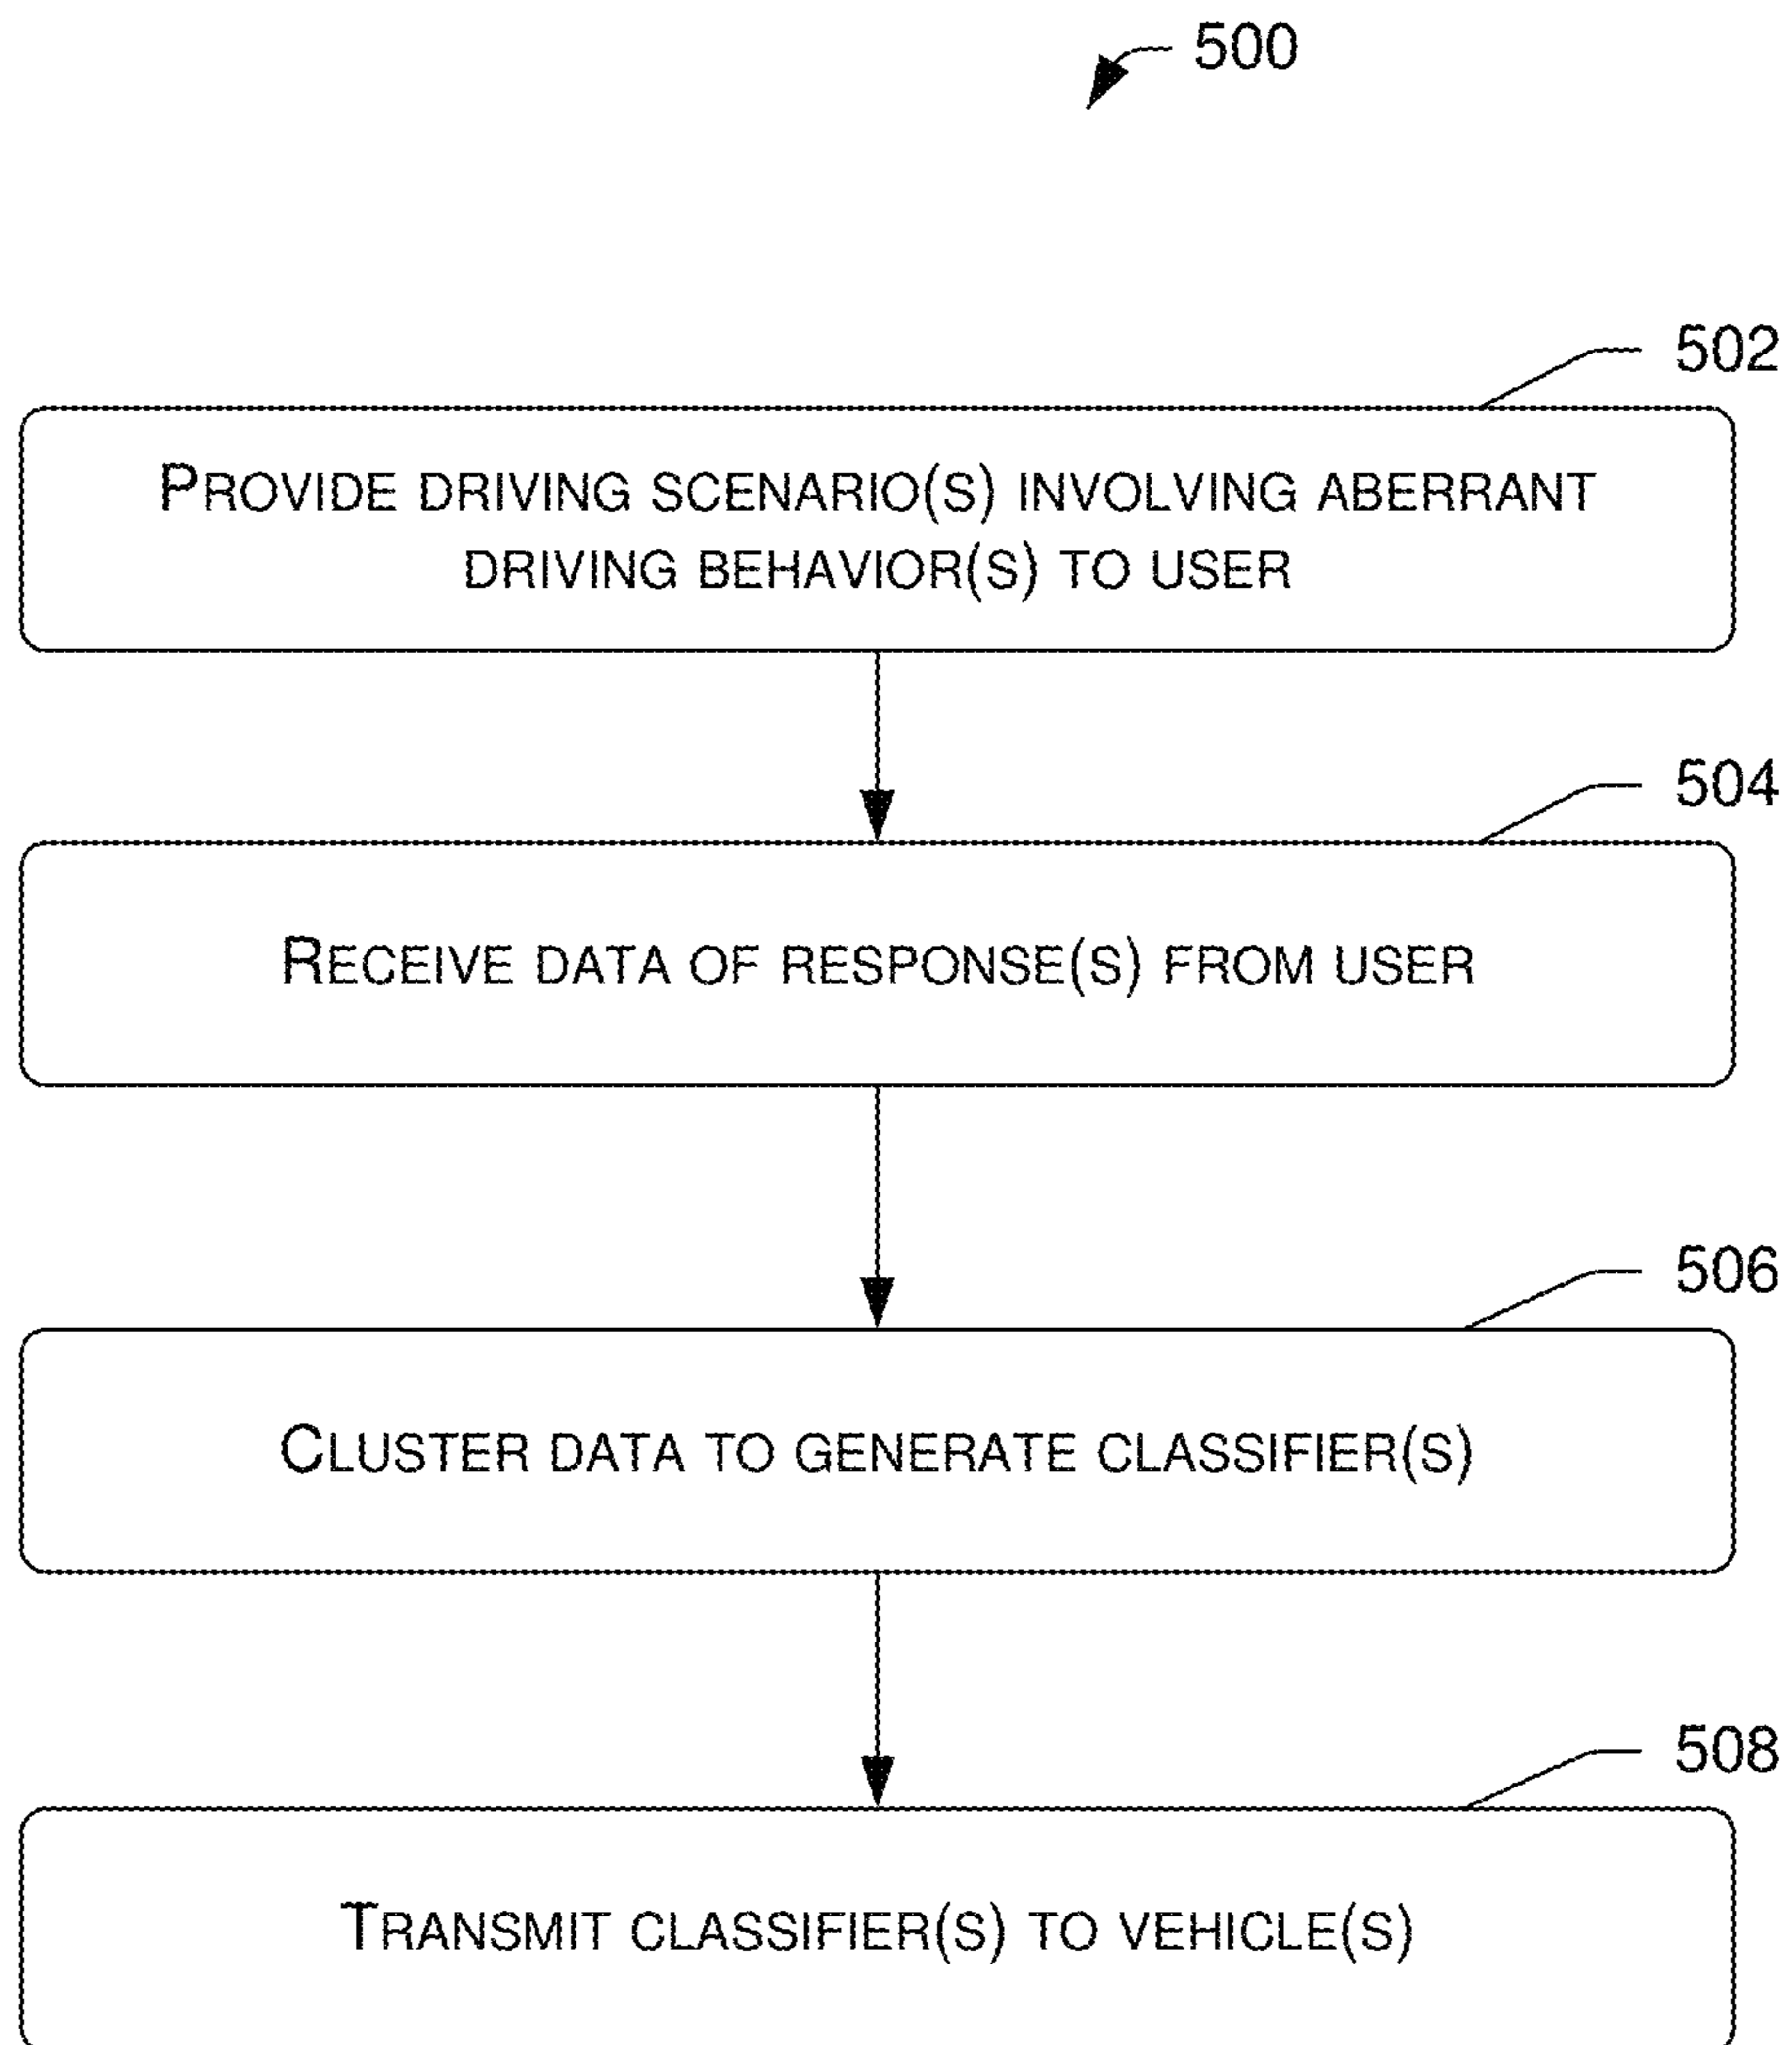 500
502
PROVIDE DRIVING SCENARIO(S) INVOLVING ABERRANT
DRIVING BEHAVIOR(S) TO USER
504
RECEIVE DATA OF RESPONSE(S) FROM USER
506
CLUSTER DATA TO GENERATE CLASSIFIER(S)
508
TRANSMIT CLASSIFIER(S) TO VEHICLE(S)